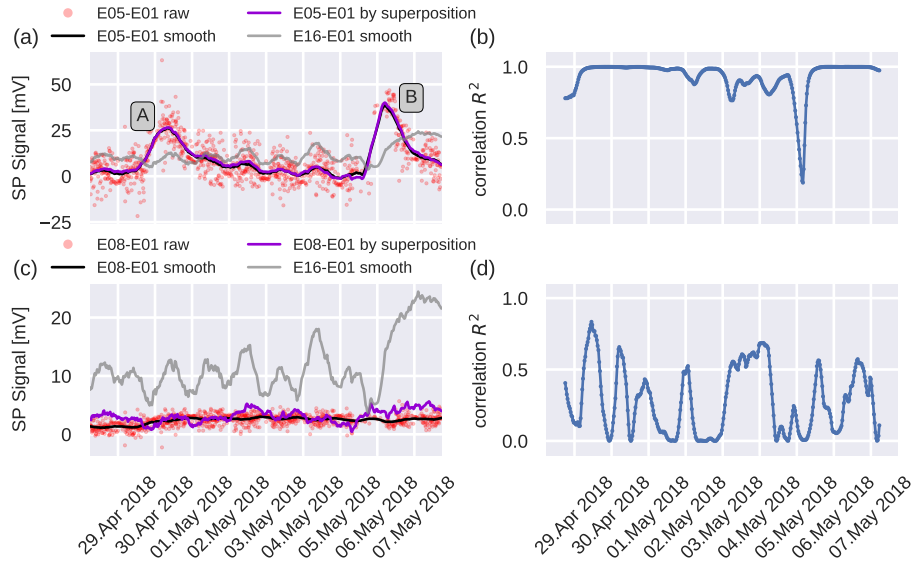 E05-E01 raw
E05-E01 by superposition
E05-E01 smooth
E16-E01 smooth
(a)
SP Signal [mV]
50
25
0
−25
A
B
(b)
correlation R²
1.0
0.5
0.0
E08-E01 raw
E08-E01 by superposition
E08-E01 smooth
E16-E01 smooth
(c)
SP Signal [mV]
20
10
0
29.Apr 2018
30.Apr 2018
01.May 2018
02.May 2018
03.May 2018
04.May 2018
05.May 2018
06.May 2018
07.May 2018
(d)
correlation R²
1.0
0.5
0.0
29.Apr 2018
30.Apr 2018
01.May 2018
02.May 2018
03.May 2018
04.May 2018
05.May 2018
06.May 2018
07.May 2018